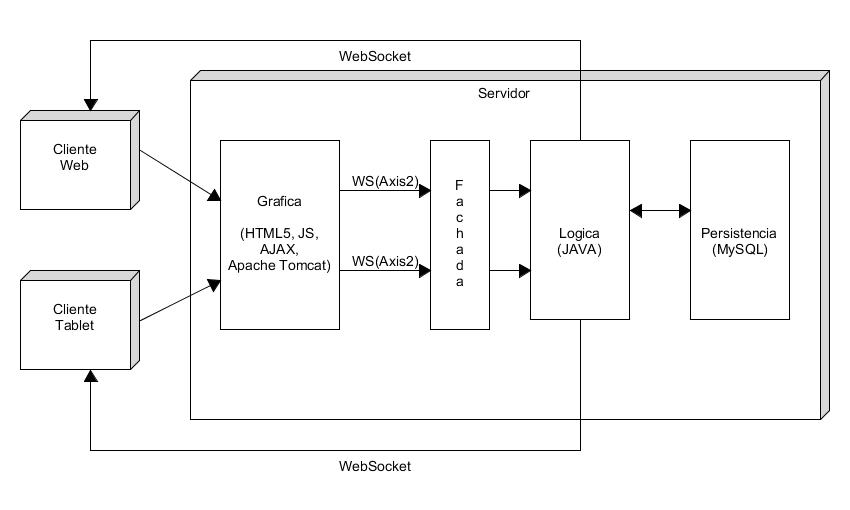 WebSocket
Servidor
Cliente
Web
Cliente
Tablet
Grafica
(HTML5, JS,
AJAX,
Apache Tomcat)
WS(Axis2)
WS(Axis2)
F
a
c
h
a
d
a
Logica
(JAVA)
Persistencia
(MySQL)
WebSocket